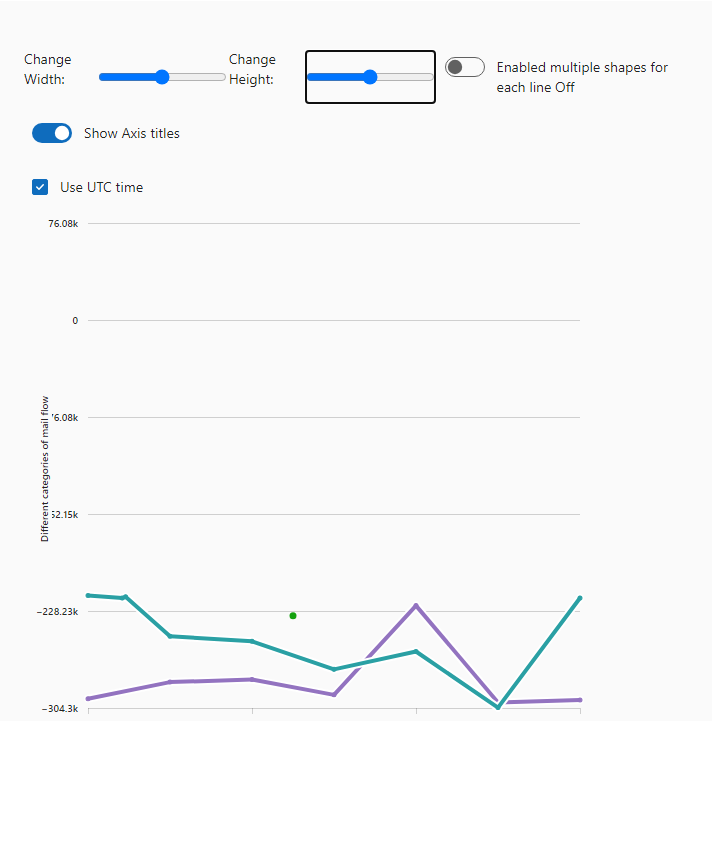 Change
Width:
Change
Height:
Enabled multiple shapes for
each line Off
Show Axis titles
Use UTC time
76.08k
0
6.08k
Different categories of mail flow
52.15k
−228.23k
−304.3k